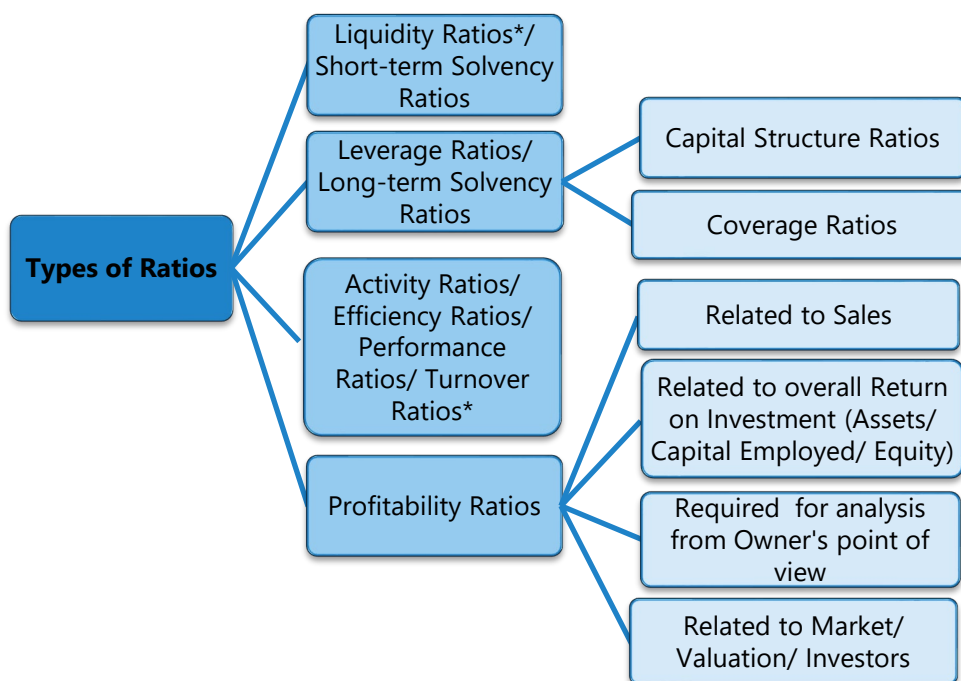 Types of Ratios
Liquidity Ratios*/
Short-term Solvency
Ratios
Leverage Ratios/
Long-term Solvency
Ratios
Capital Structure Ratios
Coverage Ratios
Activity Ratios/
Efficiency Ratios/
Performance
Ratios/ Turnover
Ratios*
Profitability Ratios
Related to Sales
Related to overall Return
on Investment (Assets/
Capital Employed/ Equity)
Required for analysis
from Owner's point of
view
Related to Market/
Valuation/ Investors